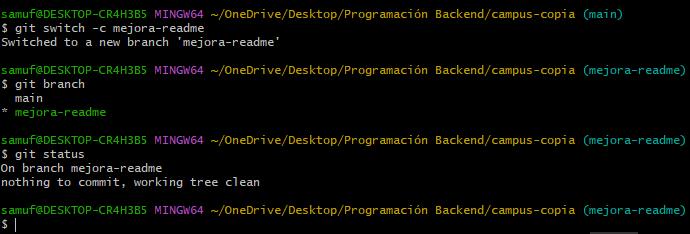 samuf@DESKTOP-CR4H3B5 MINGW64 ~/OneDrive/Desktop/Programación Backend/campus-copia (main)
$ git switch -c mejora-readme
Switched to a new branch 'mejora-readme'
samuf@DESKTOP-CR4H3B5 MINGW64 ~/OneDrive/Desktop/Programación Backend/campus-copia (mejora-readme)
$ git branch
  main
* mejora-readme
samuf@DESKTOP-CR4H3B5 MINGW64 ~/OneDrive/Desktop/Programación Backend/campus-copia (mejora-readme)
$ git status
On branch mejora-readme
nothing to commit, working tree clean
samuf@DESKTOP-CR4H3B5 MINGW64 ~/OneDrive/Desktop/Programación Backend/campus-copia (mejora-readme)
$